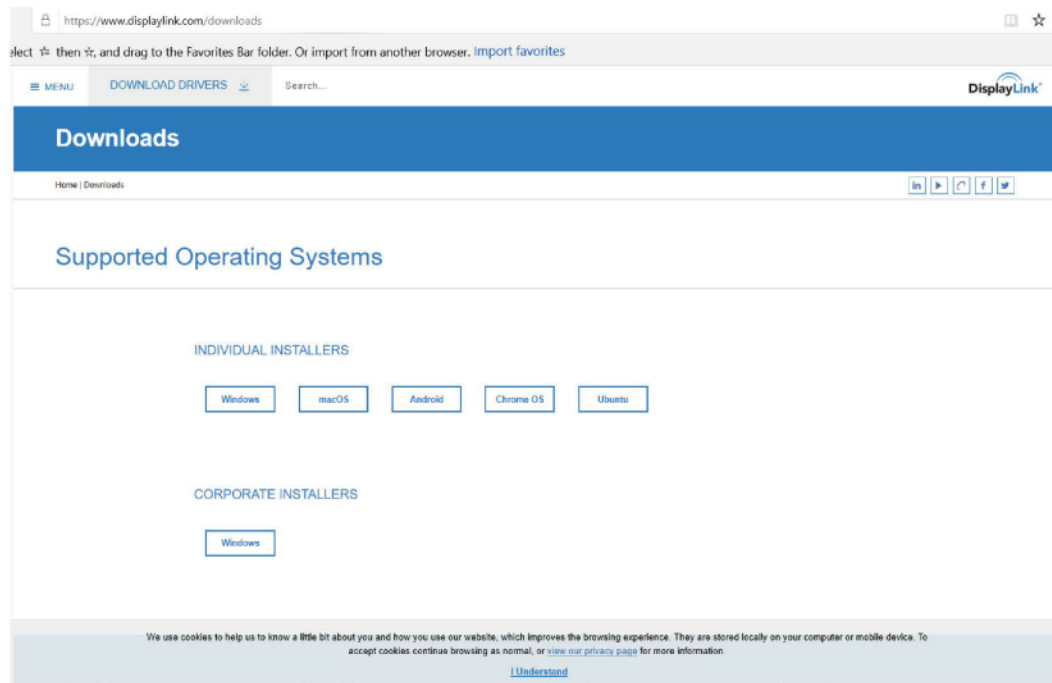 https://www.displaylink.com/downloads
elect ☆ then ☆, and drag to the Favorites Bar folder. Or import from another browser. Import favorites
MENU DOWNLOAD DRIVERS Search...
DisplayLink®
Downloads
Home | Downloads
in f
Supported Operating Systems
INDIVIDUAL INSTALLERS
Windows macOS Android Chrome OS Ubuntu
CORPORATE INSTALLERS
Windows
We use cookies to help us to know a little bit about you and how you use our website, which improves the browsing experience. They are stored locally on your computer or mobile device. To
accept cookies continue browsing as normal, or view our privacy page for more information.
I Understand